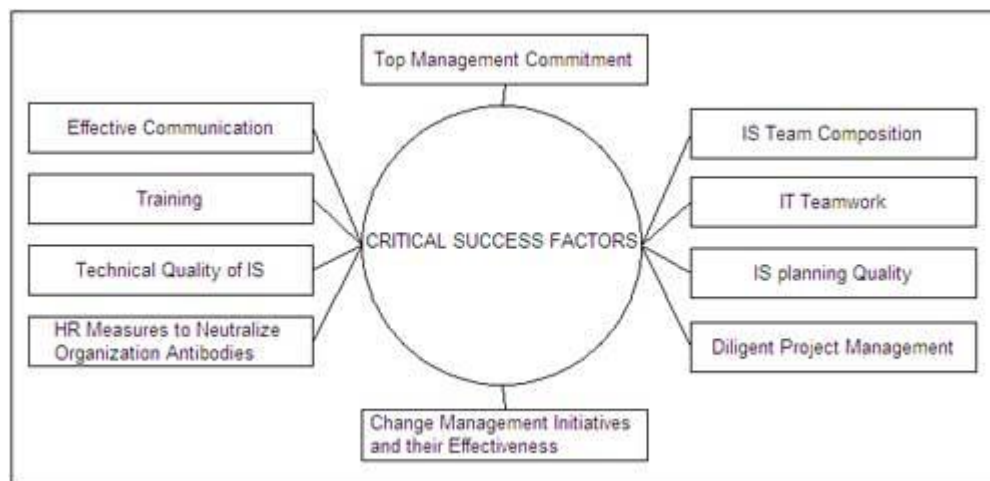 Top Management Commitment
Effective Communication
Training
Technical Quality of IS
HR Measures to Neutralize
Organization Antibodies
CRITICAL SUCCESS FACTORS
IS Team Composition
IT Teamwork
IS planning Quality
Diligent Project Management
Change Management Initiatives
and their Effectiveness